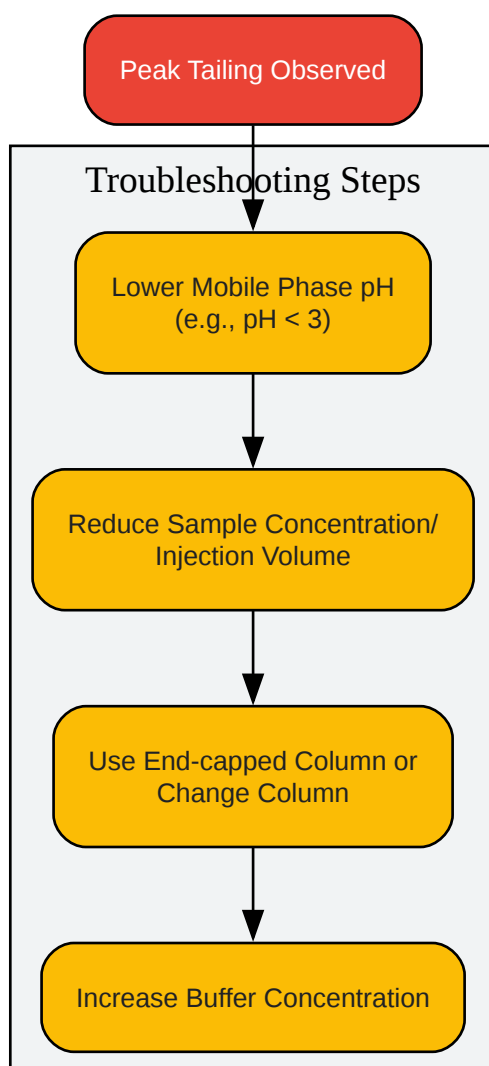 Peak Tailing Observed
Troubleshooting Steps
Lower Mobile Phase pH
(e.g., pH < 3)
Reduce Sample Concentration/
Injection Volume
Use End-capped Column or
Change Column
Increase Buffer Concentration